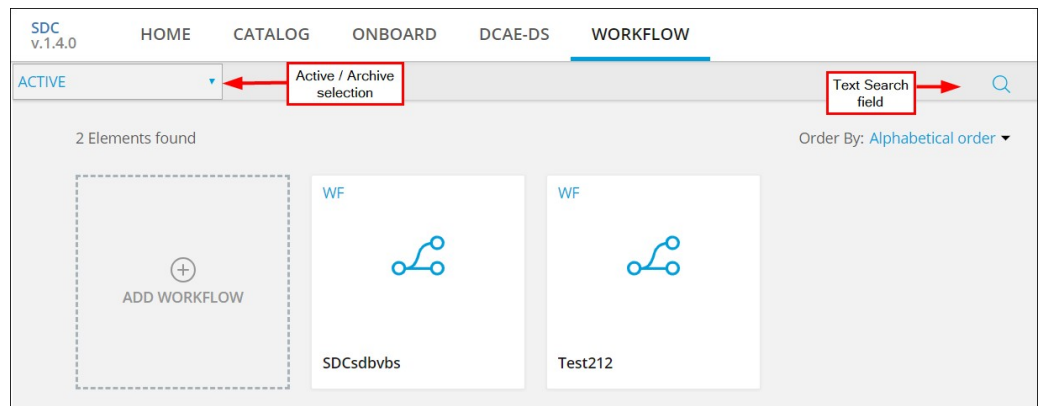 SDC
v.1.4.0
HOME CATALOG ONBOARD DCAE-DS WORKFLOW
ACTIVE
Active / Archive
selection
Text Search
field
2 Elements found
Order By: Alphabetical order
WF
WF
ADD WORKFLOW
SDCsdbvbs
Test212